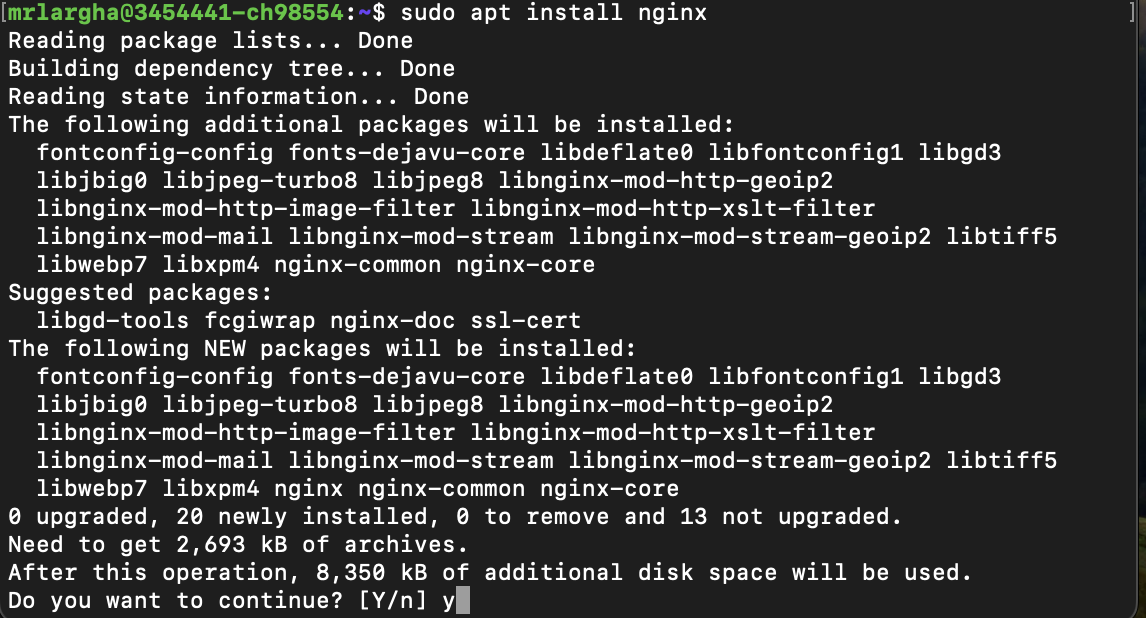 [mrlargha@3454441-ch98554:~$ sudo apt install nginx ]
Reading package lists... Done
Building dependency tree... Done
Reading state information... Done
The following additional packages will be installed:
  fontconfig-config fonts-dejavu-core libdeflate0 libfontconfig1 libgd3
  libjbig0 libjpeg-turbo8 libjpeg8 libnginx-mod-http-geoip2
  libnginx-mod-http-image-filter libnginx-mod-http-xslt-filter
  libnginx-mod-mail libnginx-mod-stream libnginx-mod-stream-geoip2 libtiff5
  libwebp7 libxpm4 nginx-common nginx-core
Suggested packages:
  libgd-tools fcgiwrap nginx-doc ssl-cert
The following NEW packages will be installed:
  fontconfig-config fonts-dejavu-core libdeflate0 libfontconfig1 libgd3
  libjbig0 libjpeg-turbo8 libjpeg8 libnginx-mod-http-geoip2
  libnginx-mod-http-image-filter libnginx-mod-http-xslt-filter
  libnginx-mod-mail libnginx-mod-stream libnginx-mod-stream-geoip2 libtiff5
  libwebp7 libxpm4 nginx nginx-common nginx-core
0 upgraded, 20 newly installed, 0 to remove and 13 not upgraded.
Need to get 2,693 kB of archives.
After this operation, 8,350 kB of additional disk space will be used.
Do you want to continue? [Y/n] y